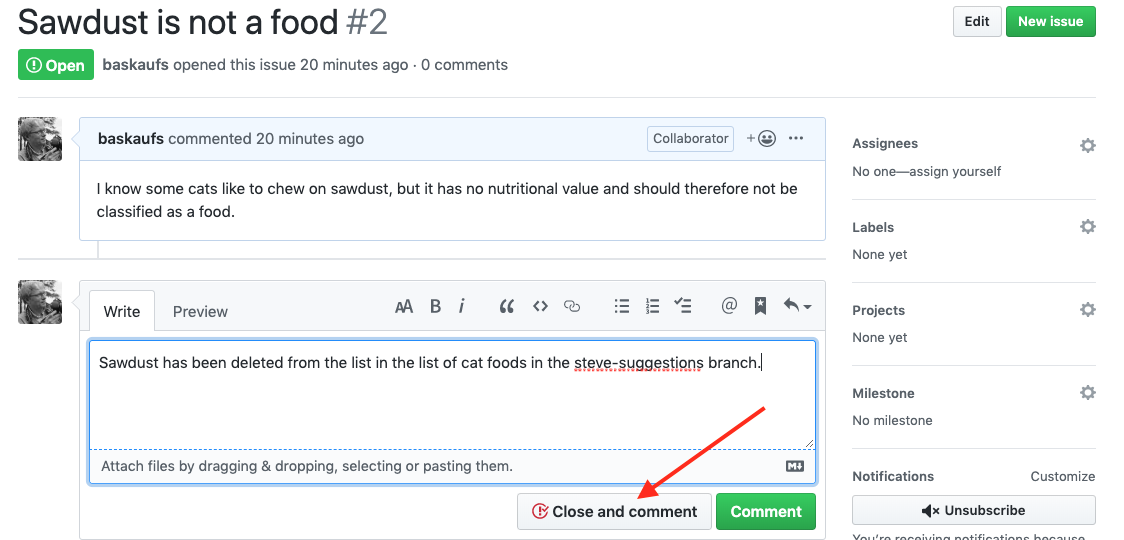 Sawdust is not a food #2
Edit
New issue
Open
baskaufs opened this issue 20 minutes ago · 0 comments
baskaufs commented 20 minutes ago
Collaborator
I know some cats like to chew on sawdust, but it has no nutritional value and should therefore not be
classified as a food.
Write
Preview
AA B i
@
Sawdust has been deleted from the list in the list of cat foods in the steve-suggestions branch.
Attach files by dragging & dropping, selecting or pasting them.
Close and comment
Comment
Assignees
No one—assign yourself
Labels
None yet
Projects
None yet
Milestone
No milestone
Notifications
Customize
Unsubscribe
You're receiving notifications because